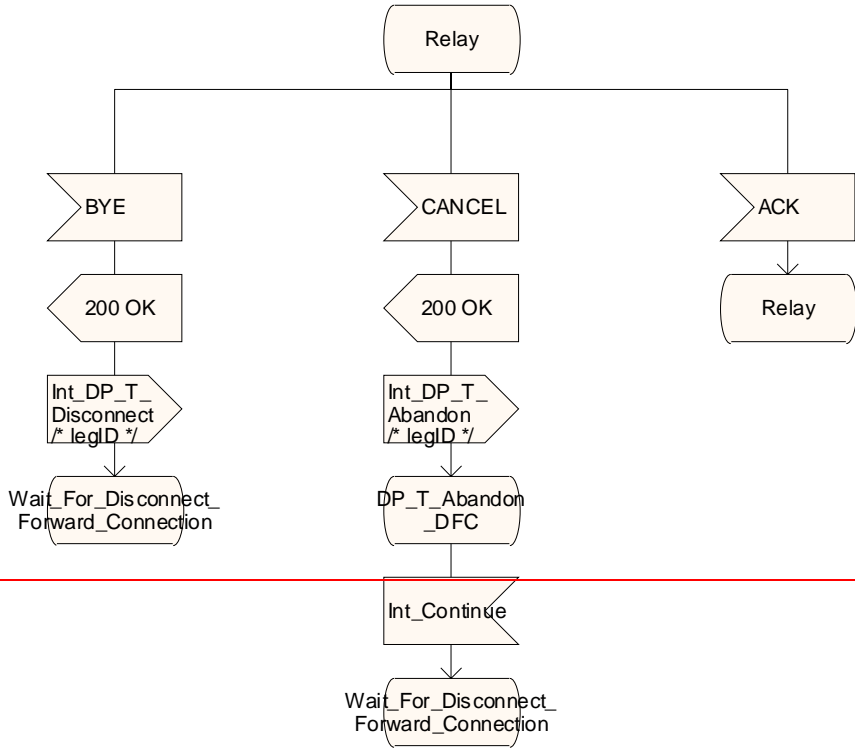 Relay
BYE
CANCEL
ACK
200 OK
200 OK
Relay
Int_DP_T_
Disconnect
/* legID */
Int_DP_T_
Abandon
/* legID */
Wait_For_Disconnect_
Forward_Connection
DP_T_Abandon
_DFC
Int_Continue
Wait_For_Disconnect_
Forward_Connection